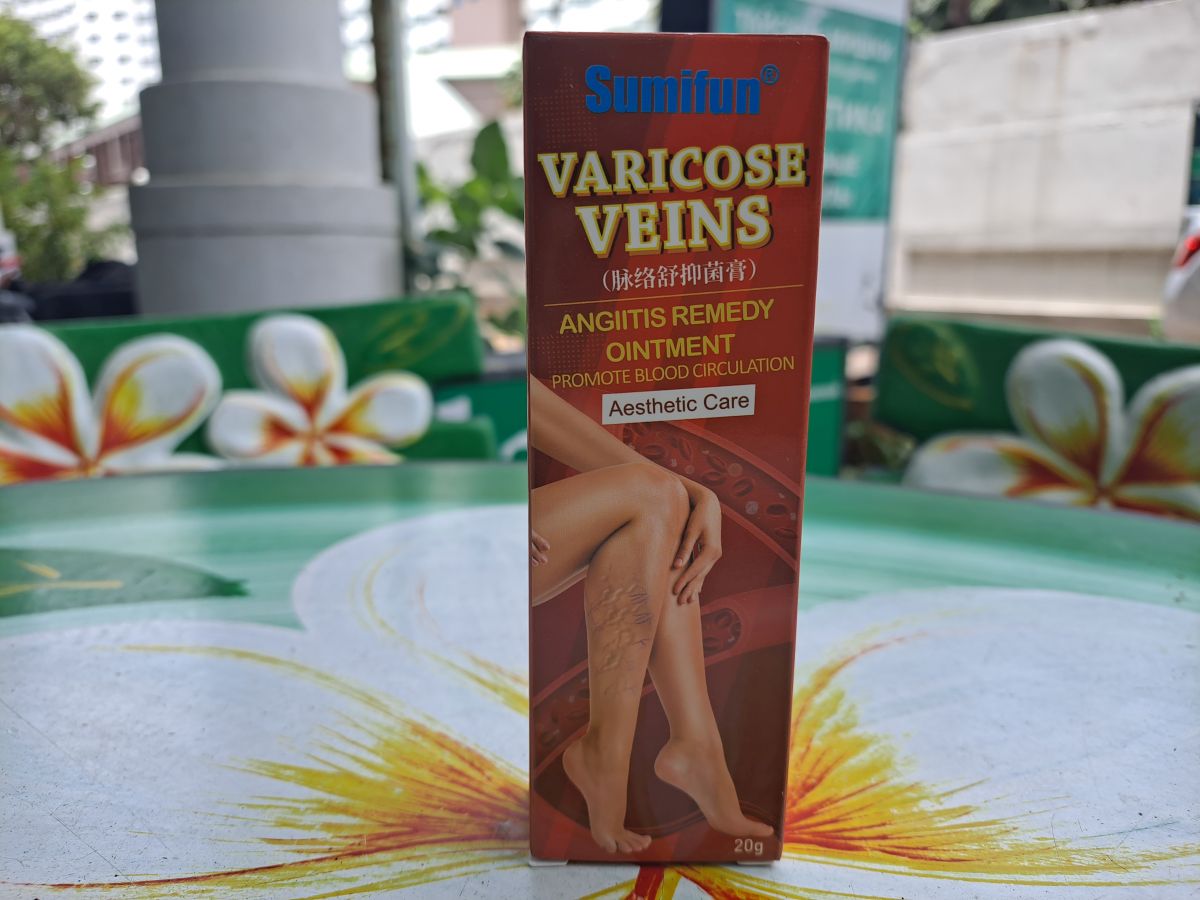 Sumifun®
VARICOSE
VEINS
（脉络舒抑菌膏）
ANGIITIS REMEDY
OINTMENT
PROMOTE BLOOD CIRCULATION
Aesthetic Care
20g